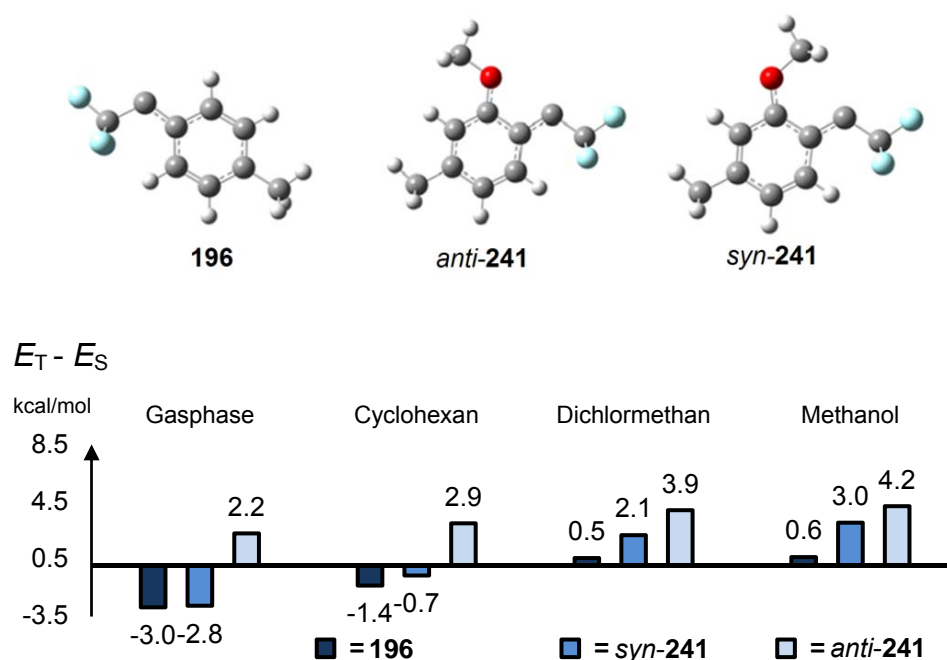 196 anti-241 syn-241
E_T - E_S
kcal/mol Gasphase Cyclohexan Dichlormethan Methanol
8.5
4.5
0.5
-3.5
2.2 2.9 0.5 2.1 3.9 0.6 3.0 4.2
-3.0 -2.8 -1.4 -0.7
= 196 = syn-241 = anti-241